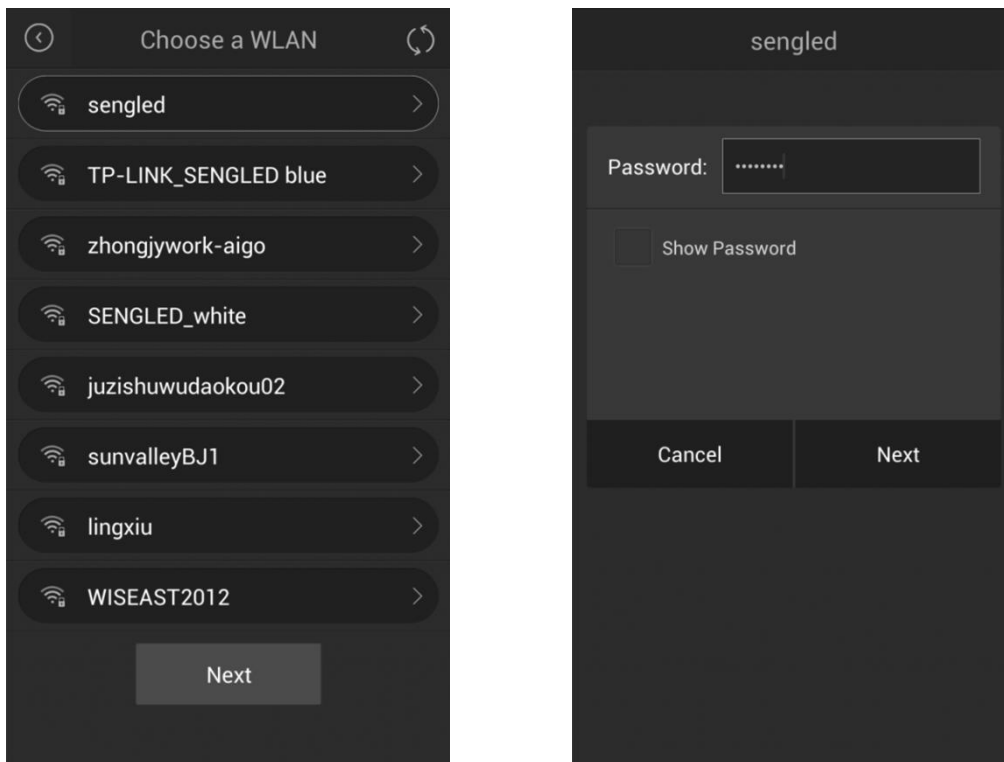 Choose a WLAN
sengled
TP-LINK_SENGLED blue
zhongjywork-aigo
SENGLED_white
juzishuwudaokou02
sunvalleyBJ1
lingxiu
WISEAST2012
Next
sengled
Password: ········
Show Password
Cancel Next